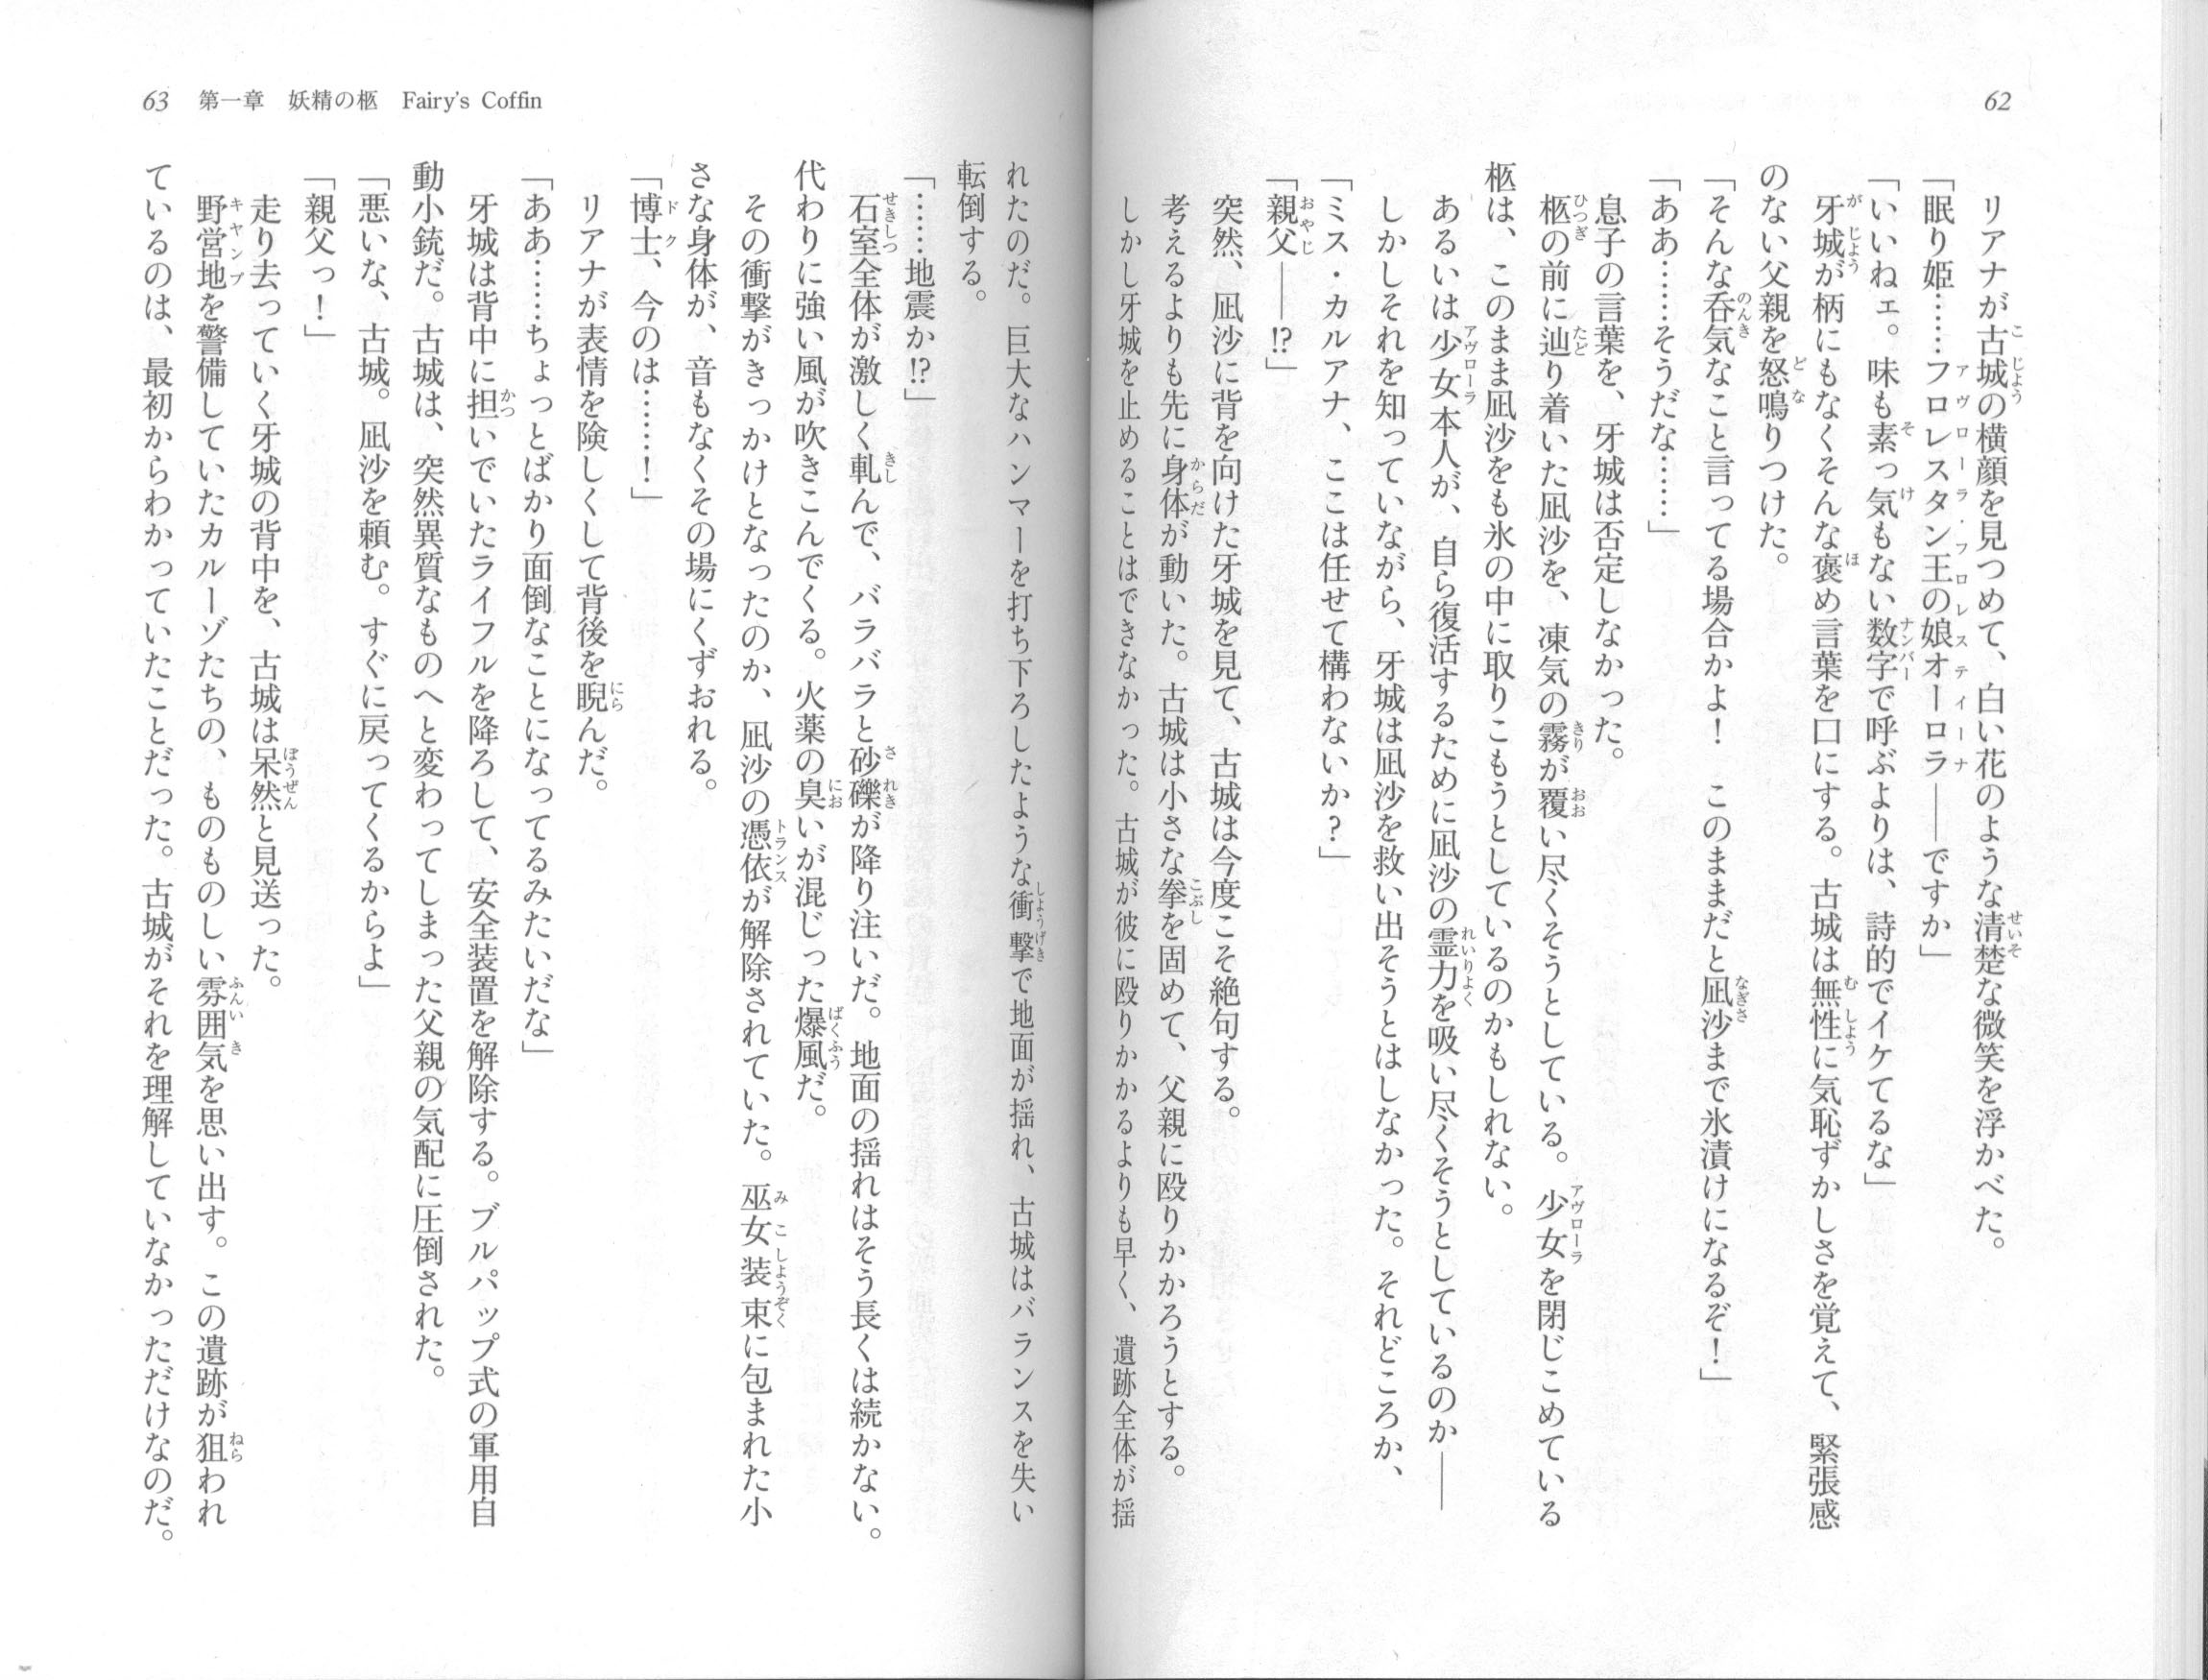 62
リアナが古城の横顔を見つめて、白い花のような清楚な微笑を浮かべた。
「眠り姫……フロレスタン王の娘オーロラ――ですか」
「いいねェ。味も素っ気もない数字で呼ぶよりは、詩的でイケてるな」
牙城が柄にもなくそんな褒め言葉を口にする。古城は無性に気恥ずかしさを覚えて、緊張感
のない父親を怒鳴りつけた。
「そんな呑気なこと言ってる場合かよ！　このままだと凪沙まで氷漬けになるぞ！」
「ああ……そうだな……」
息子の言葉を、牙城は否定しなかった。
柩の前に辿り着いた凪沙を、凍気の霧が覆い尽くそうとしている。少女を閉じこめている
柩は、このまま凪沙をも氷の中に取りこもうとしているのかもしれない。
あるいは少女本人が、自ら復活するために凪沙の霊力を吸い尽くそうとしているのか――
しかしそれを知っていながら、牙城は凪沙を救い出そうとはしなかった。それどころか、
「ミス・カルアナ、ここは任せて構わないか？」
「親父――!?」
突然、凪沙に背を向けた牙城を見て、古城は今度こそ絶句する。
考えるよりも先に身体が動いた。古城は小さな拳を固めて、父親に殴りかかろうとする。
しかし牙城を止めることはできなかった。古城が彼に殴りかかるよりも早く、遺跡全体が揺
63　第一章　妖精の柩　Fairy's Coffin
れたのだ。巨大なハンマーを打ち下ろしたような衝撃で地面が揺れ、古城はバランスを失い
転倒する。
「……地震か!?」
石室全体が激しく軋んで、バラバラと砂礫が降り注いだ。地面の揺れはそう長くは続かない。
代わりに強い風が吹きこんでくる。火薬の臭いが混じった爆風だ。
その衝撃がきっかけとなったのか、凪沙の憑依が解除されていた。巫女装束に包まれた小
さな身体が、音もなくその場にくずおれる。
「博士、今のは……！」
リアナが表情を険しくして背後を睨んだ。
「ああ……ちょっとばかり面倒なことになってるみたいだな」
牙城は背中に担いでいたライフルを降ろして、安全装置を解除する。ブルパップ式の軍用自
動小銃だ。古城は、突然異質なものへと変わってしまった父親の気配に圧倒された。
「悪いな、古城。凪沙を頼む。すぐに戻ってくるからよ」
「親父っ！」
走り去っていく牙城の背中を、古城は呆然と見送った。
野営地を警備していたカルーゾたちの、ものものしい雰囲気を思い出す。この遺跡が狙われ
ているのは、最初からわかっていたことだった。古城がそれを理解していなかっただけなのだ。